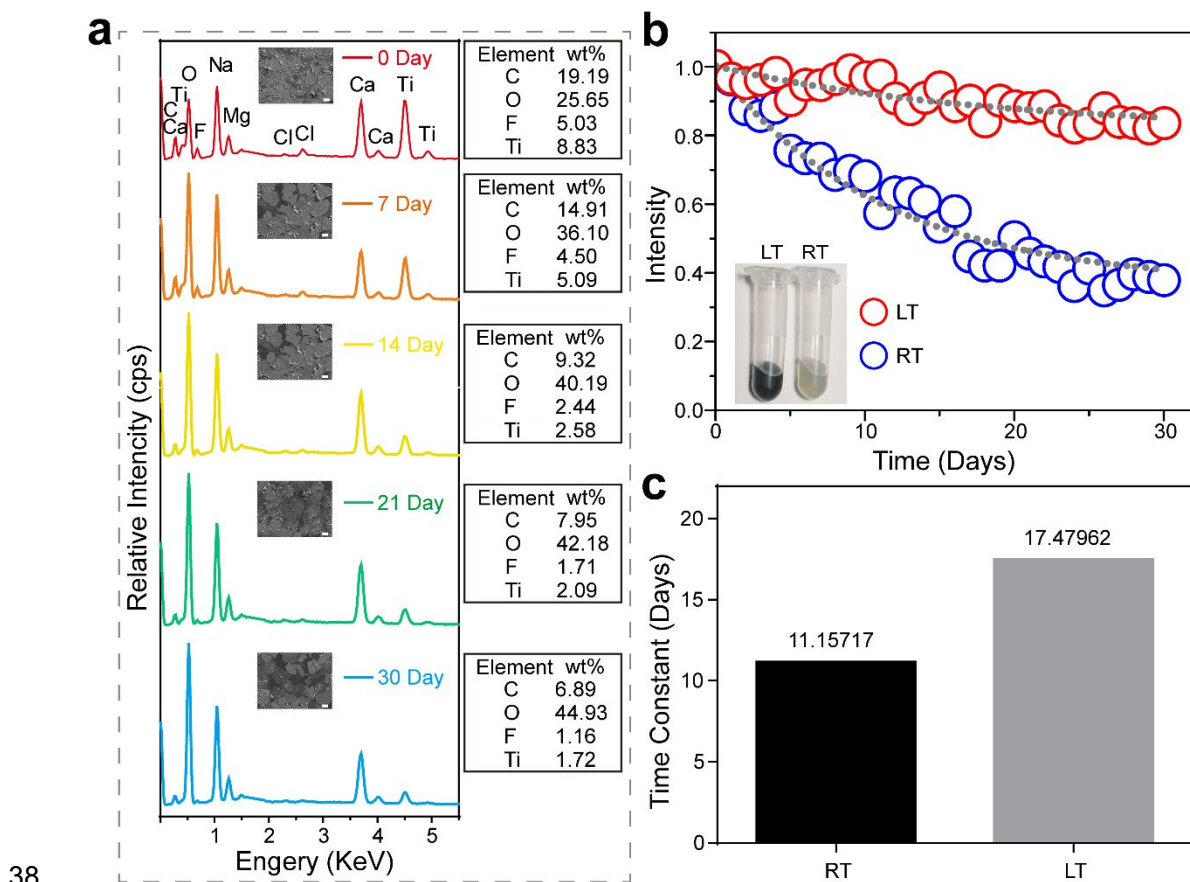 a
Relative Intencity (cps)
C
Ca
Ti
O
F
Na
Mg
Cl
Cl
Ca
Ca
Ti
Ti
0 Day
Element wt%
C 19.19
O 25.65
F 5.03
Ti 8.83
7 Day
Element wt%
C 14.91
O 36.10
F 4.50
Ti 5.09
14 Day
Element wt%
C 9.32
O 40.19
F 2.44
Ti 2.58
21 Day
Element wt%
C 7.95
O 42.18
F 1.71
Ti 2.09
30 Day
Element wt%
C 6.89
O 44.93
F 1.16
Ti 1.72
1 2 3 4 5
Engery (KeV)
b
Intensity
1.0
0.8
0.6
0.4
0.2
0.0
LT RT
LT
RT
0 10 20 30
Time (Days)
c
Time Constant (Days)
20
15
10
5
0
11.15717
17.47962
RT LT
38